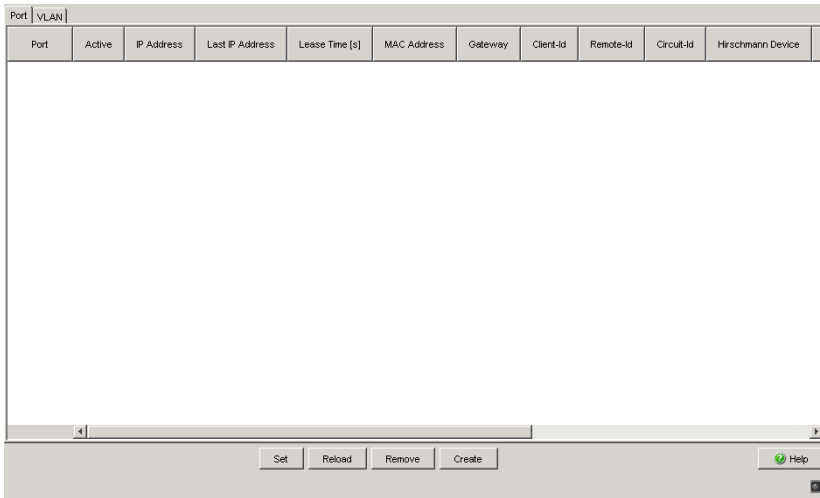 Port VLAN
Port Active IP Address Last IP Address Lease Time [s] MAC Address Gateway Client-Id Remote-Id Circuit-Id Hirschmann Device
Set Reload Remove Create Help